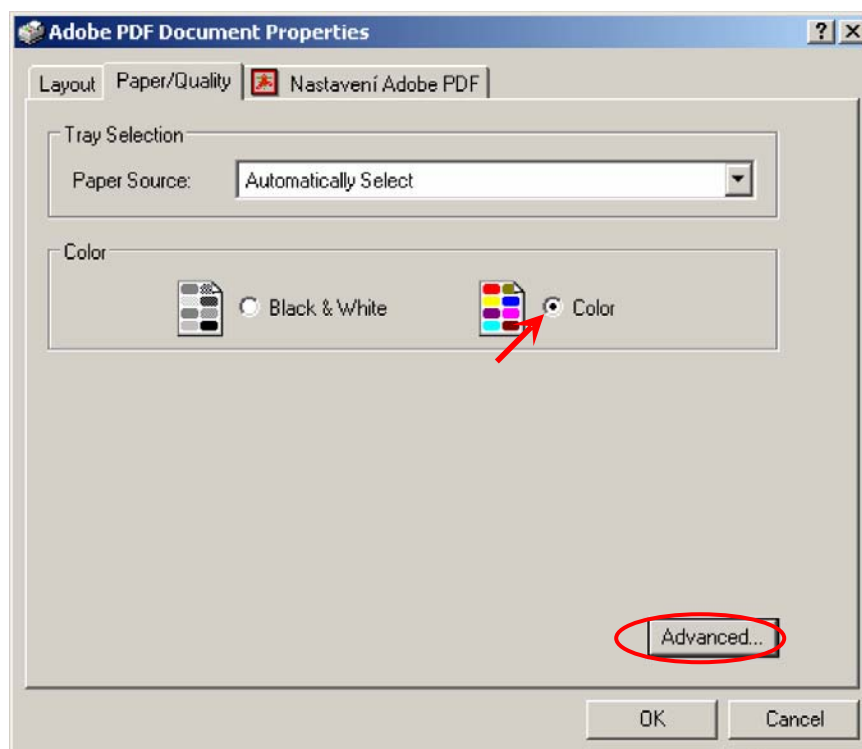 Adobe PDF Document Properties
Layout Paper/Quality Nastavení Adobe PDF
Tray Selection
Paper Source: Automatically Select
Color
Black & White Color
Advanced...
OK Cancel